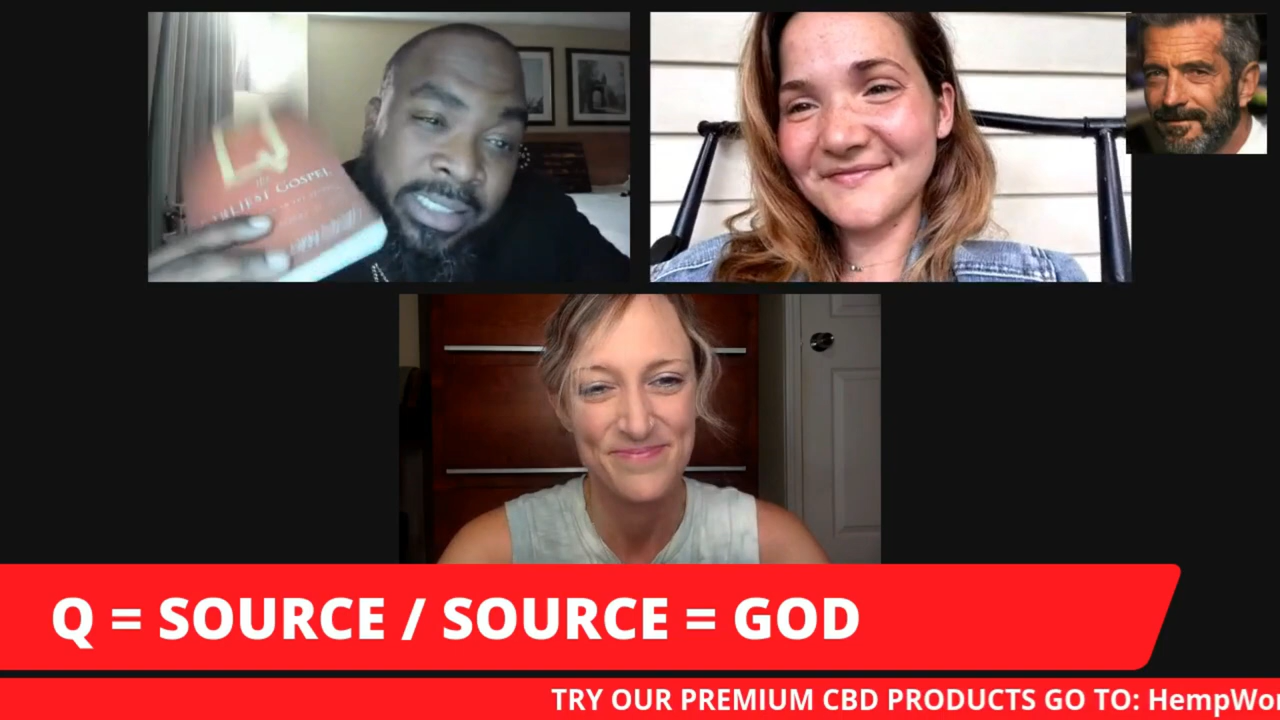 GOSPEL
Q = SOURCE / SOURCE = GOD
TRY OUR PREMIUM CBD PRODUCTS GO TO: HempWor